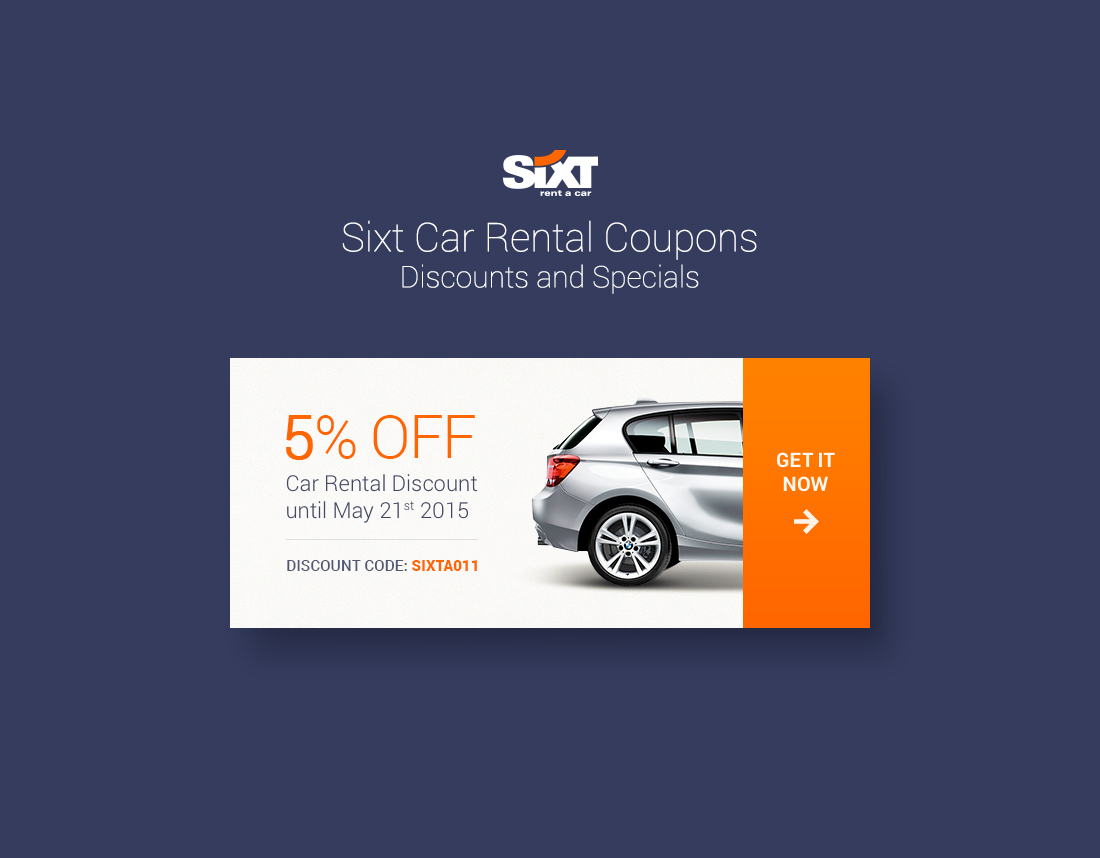 SiXT
rent a car
Sixt Car Rental Coupons
Discounts and Specials
5% OFF
Car Rental Discount
until May 21st 2015
DISCOUNT CODE: SIXTA011
GET IT
NOW